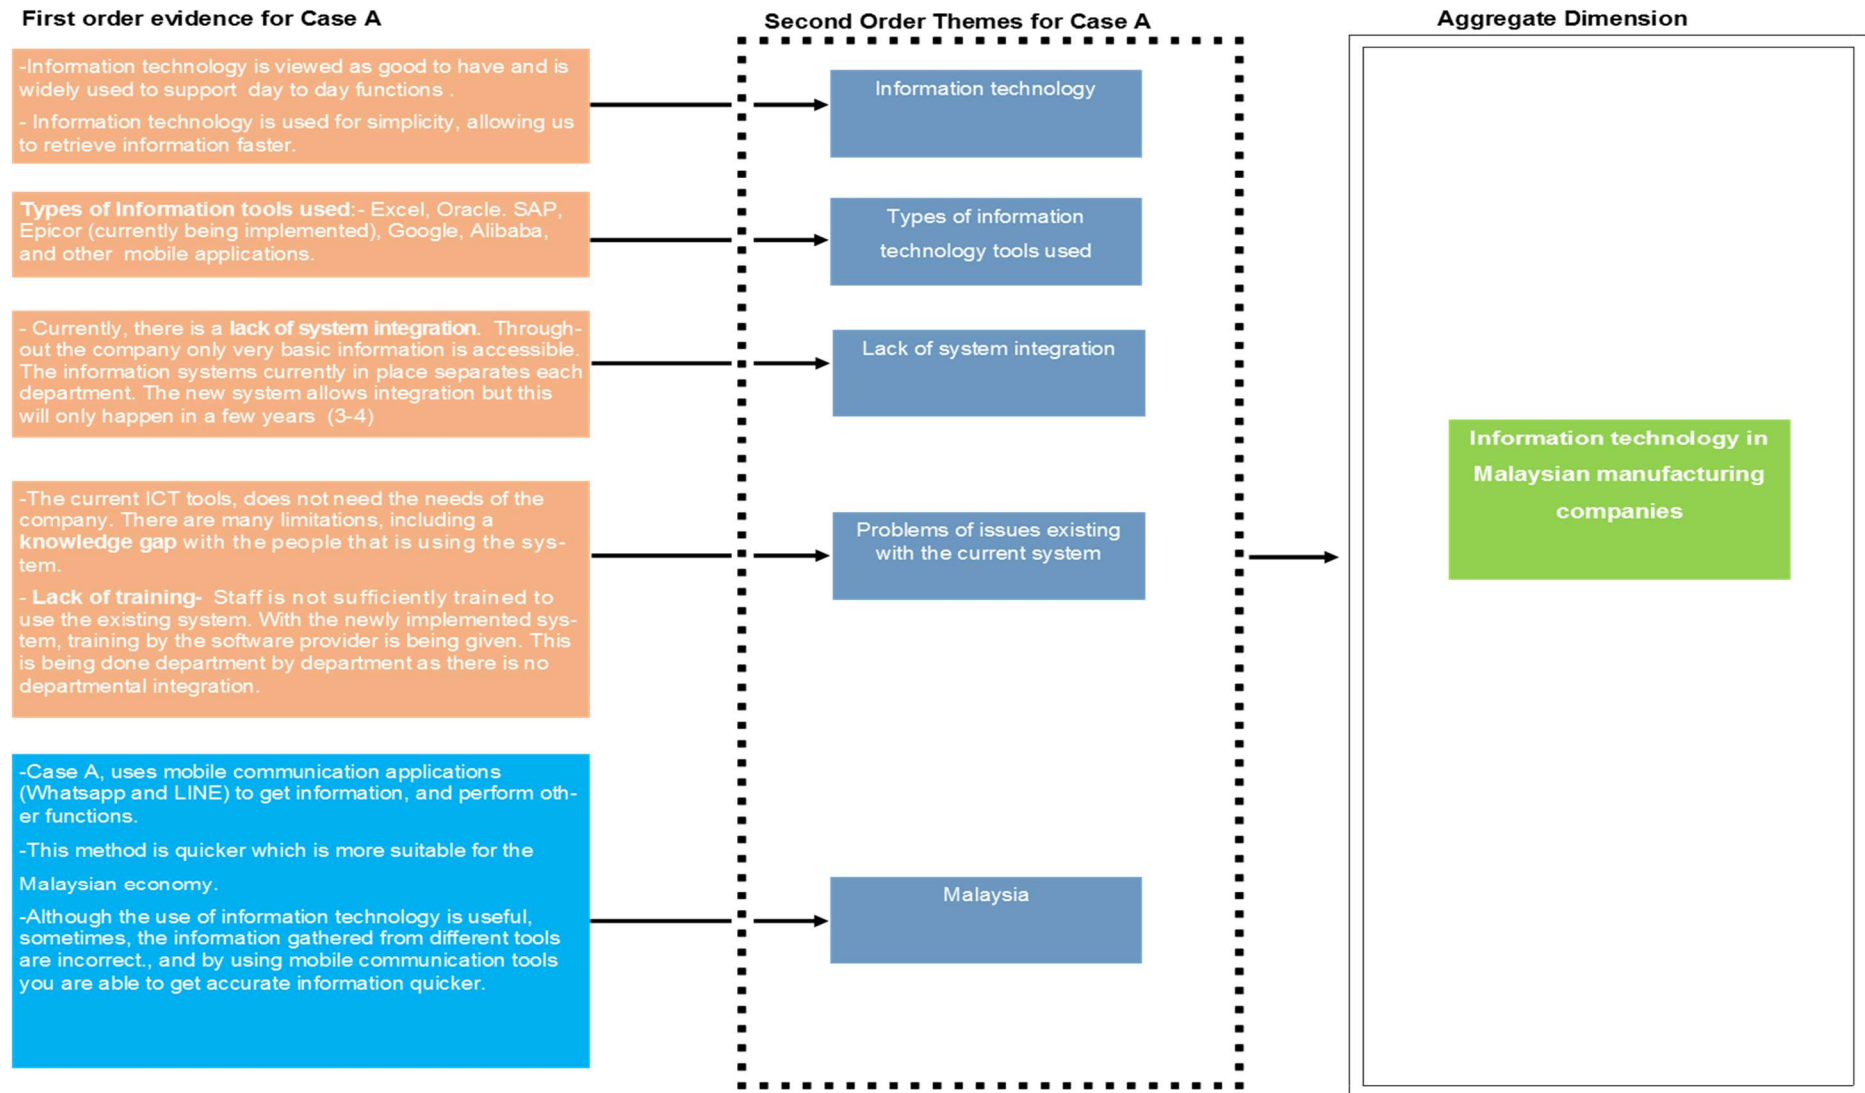 First order evidence for Case A
-Information technology is viewed as good to have and is
widely used to support day to day functions .
- Information technology is used for simplicity, allowing us
to retrieve information faster.
Types of Information tools used:- Excel, Oracle. SAP,
Epicor (currently being implemented), Google, Alibaba,
and other mobile applications.
- Currently, there is a lack of system integration. Through-
out the company only very basic information is accessible.
The information systems currently in place separates each
department. The new system allows integration but this
will only happen in a few years (3-4)
-The current ICT tools, does not need the needs of the
company. There are many limitations, including a
knowledge gap with the people that is using the sys-
tem.
- Lack of training- Staff is not sufficiently trained to
use the existing system. With the newly implemented sys-
tem, training by the software provider is being given. This
is being done department by department as there is no
departmental integration.
-Case A, uses mobile communication applications
(Whatsapp and LINE) to get information, and perform oth-
er functions.
-This method is quicker which is more suitable for the
Malaysian economy.
-Although the use of information technology is useful,
sometimes, the information gathered from different tools
are incorrect., and by using mobile communication tools
you are able to get accurate information quicker.
Second Order Themes for Case A
Information technology
Types of information
technology tools used
Lack of system integration
Problems of issues existing
with the current system
Malaysia
Aggregate Dimension
Information technology in
Malaysian manufacturing
companies